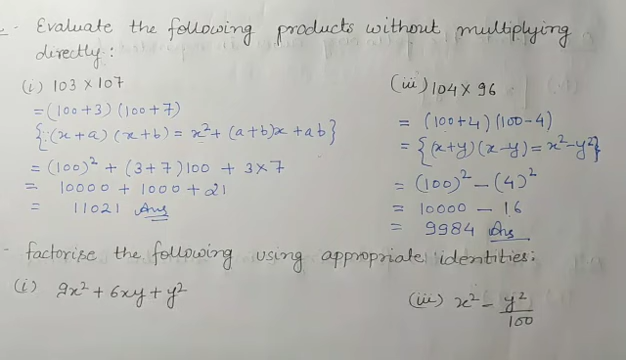 Evaluate the following products without multiplying
directly:
(i) 103 × 107
= (100+3) (100+7)
{∵(x+a) (x+b) = x²+ (a+b)x + ab}
= (100)² + (3+7)100 + 3×7
= 10000 + 1000 + 21
= 11021 Ans
(iii) 104 × 96
= (100+4) (100-4)
= {(x+y)(x-y) = x²-y²}
= (100)² - (4)²
= 10000 - 16
= 9984 Ans
factorise the following using appropriate identities:
(i) 9x² + 6xy + y²
(iii) x² - y²/100